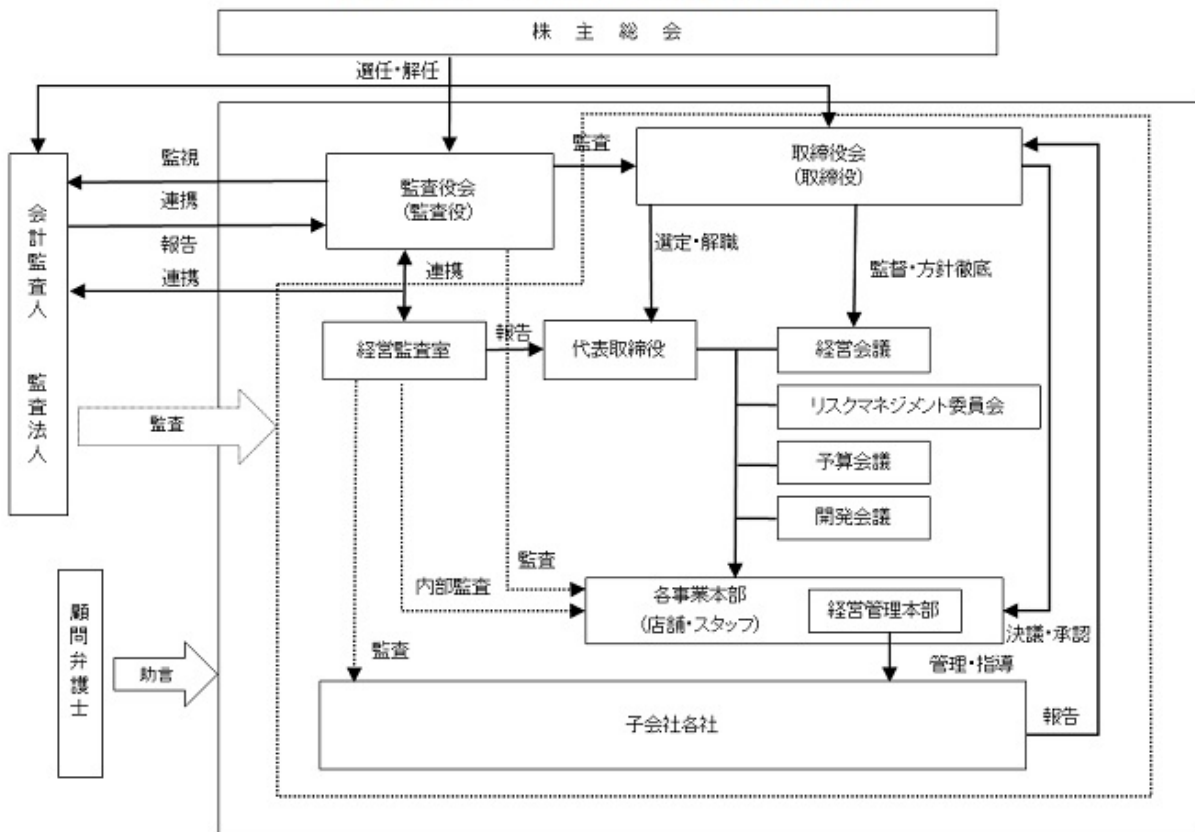 株主総会
選任・解任
監視
連携
報告
連携
監査役会
(監査役)
監査
取締役会
(取締役)
選定・解職
監督・方針徹底
連携
会計監査人 監査法人
経営監査室
報告
代表取締役
経営会議
リスクマネジメント委員会
予算会議
開発会議
監査
監査
内部監査
監査
各事業本部
(店舗・スタッフ)
経営管理本部
決議・承認
管理・指導
顧問弁護士
助言
子会社各社
報告